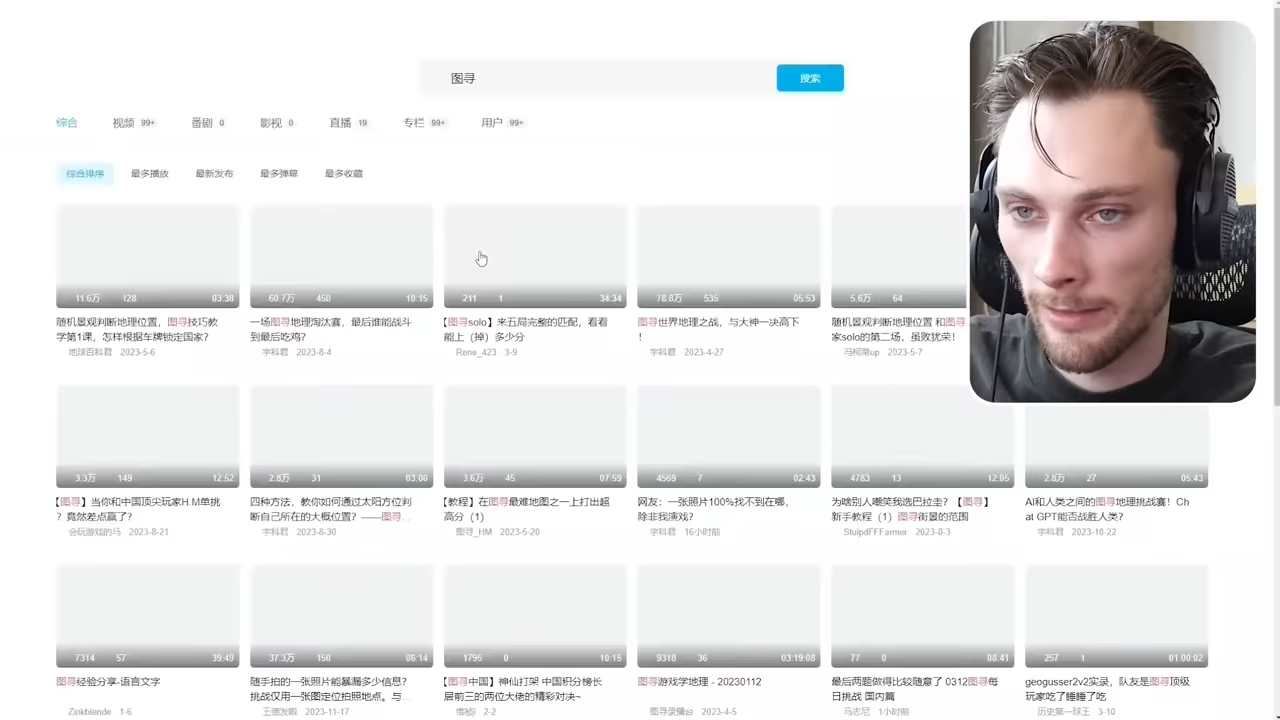 图寻
搜索
综合 视频 99+ 番剧 0 影视 0 直播 19 专栏 99+ 用户 99+
综合排序 最多播放 最新发布 最多弹幕 最多收藏
11.6万 128 03:38
随机景观判断地理位置，图寻技巧教
学第1课，怎样根据车牌锁定国家?
地球百科君 2023-5-6
60.7万 450 10:15
一场图寻地理淘汰赛，最后谁能战斗
到最后吃鸡?
宇科君 2023-8-4
211 1 34:34
【图寻solo】来五局完整的匹配，看看
能上（掉）多少分
Rene_423 3-9
78.8万 535 05:53
图寻世界地理之战，与大神一决高下
！
宇科君 2023-4-27
5.6万 64
随机景观判断地理位置 和图寻
家solo的第二场，虽败犹荣!
冯柯南up 2023-5-7
3.3万 149 12:52
【图寻】当你和中国顶尖玩家H.M单挑
? 竟然差点赢了?
会玩游戏的马 2023-8-21
2.8万 31 03:00
四种方法，教你如何通过太阳方位判
断自己所在的大概位置? ——图寻..
宇科君 2023-8-30
3.6万 45 07:59
【教程】在图寻最难地图之一上打出超
高分（1)
图寻_HM 2023-5-20
4569 7 02:43
网友：一张照片100%找不到在哪，
除非我演戏?
宇科君 16小时前
4783 13 12:05
为啥别人嘲笑我选巴拉圭? 【图寻】
新手教程（1）图寻街景的范围
StuipdFFFarmer 2023-8-3
2.8万 27 05:43
AI和人类之间的图寻地理挑战赛！Ch
at GPT能否战胜人类?
宇科君 2023-10-22
7314 57 39:49
图寻经验分享-语言文字
Zinkblende 1-6
37.3万 150 06:14
随手拍的一张照片能暴漏多少信息?
挑战仅用一张图定位拍照地点。与...
2023-11-17
1795 0 10:15
【图寻中国】神仙打架 中国积分榜长
居前三的两位大佬的精彩对决~
2-2
9318 36 03:19:08
图寻游戏学地理 - 20230112
2023-4-5
77 0 08:41
最后两题做得比较随意了 0312图寻每
日挑战 国内篇
马志尼 1小时前
257 1 01:00:02
geogusser2v2实录，队友是图寻顶级
玩家吃了睡睡了吃
历史第一球王 3-10